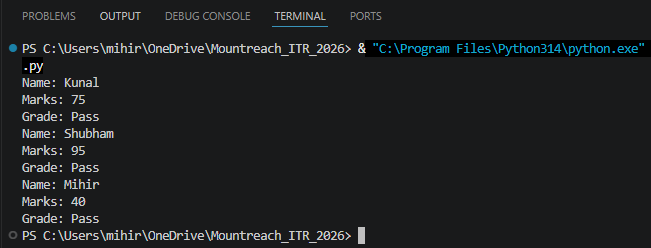 PROBLEMS OUTPUT DEBUG CONSOLE TERMINAL PORTS
PS C:\Users\mihir\OneDrive\Mountreach_ITR_2026> & "C:\Program Files\Python314\python.exe"
.py
Name: Kunal
Marks: 75
Grade: Pass
Name: Shubham
Marks: 95
Grade: Pass
Name: Mihir
Marks: 40
Grade: Pass
PS C:\Users\mihir\OneDrive\Mountreach_ITR_2026>